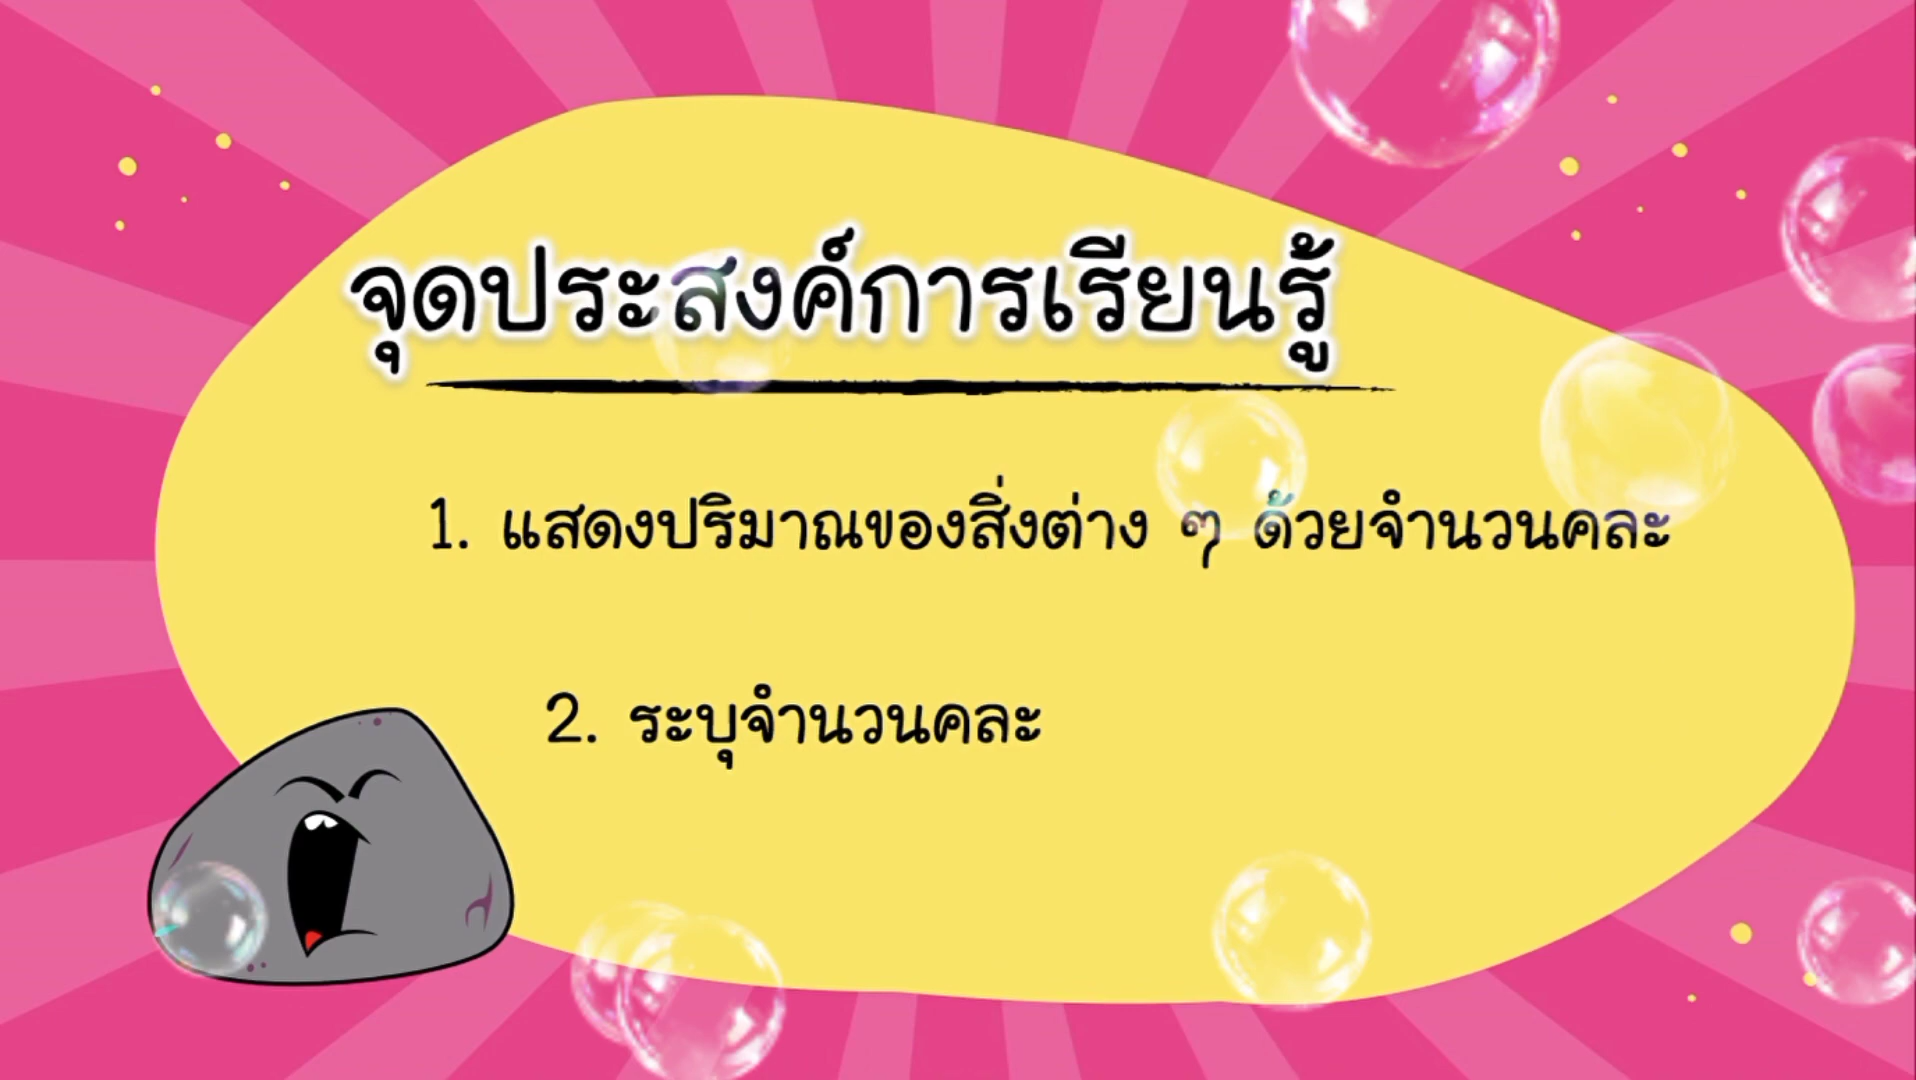 จุดประสงค์การเรียนรู้
1. แสดงปริมาณของสิ่งต่าง ๆ ด้วยจำนวนคละ
2. ระบุจำนวนคละ